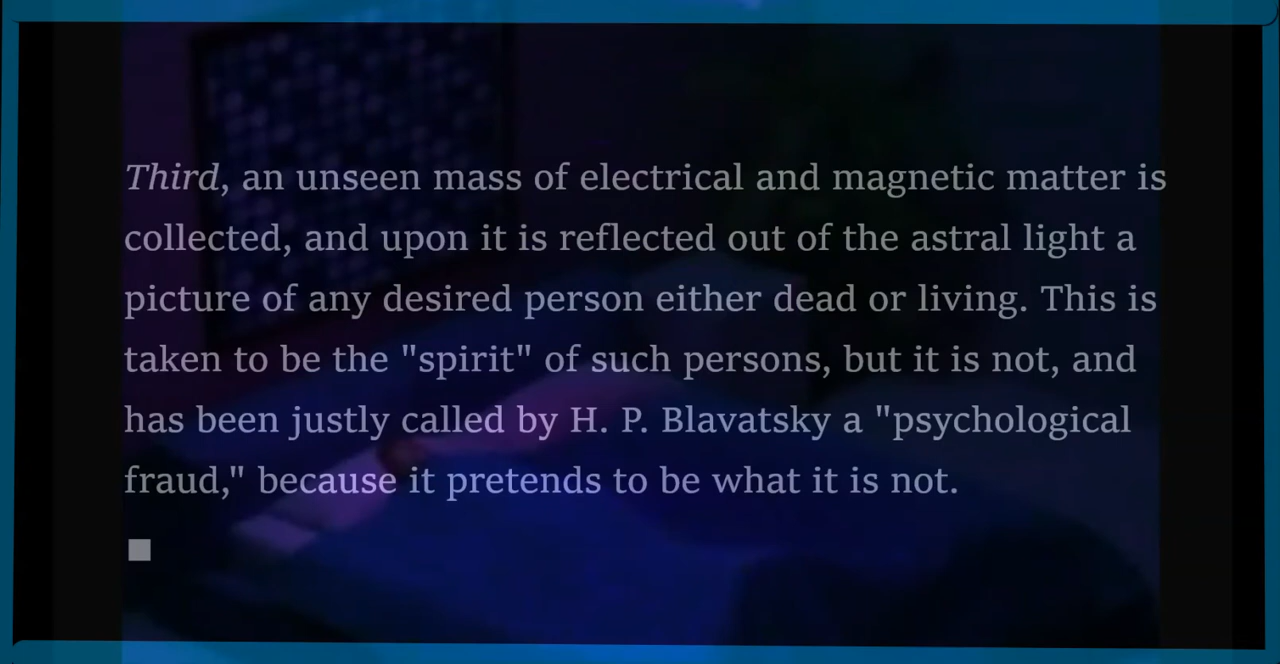 Third, an unseen mass of electrical and magnetic matter is
collected, and upon it is reflected out of the astral light a
picture of any desired person either dead or living. This is
taken to be the "spirit" of such persons, but it is not, and
has been justly called by H. P. Blavatsky a "psychological
fraud," because it pretends to be what it is not.